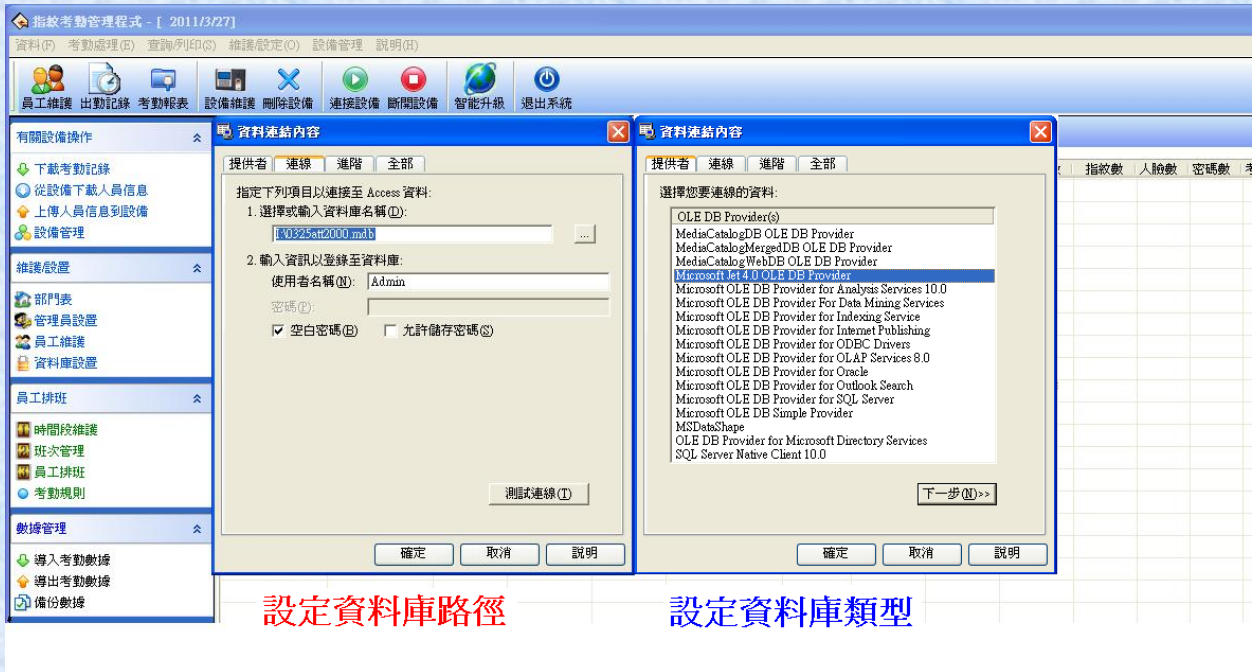 指紋考勤管理程式 - [ 2011/3/27]
資料(F) 考勤處理(E) 查詢/列印(S) 維護/設定(O) 設備管理 說明(H)
員工維護 出勤記錄 考勤報表 設備維護 刪除設備 連接設備 斷開設備 智能升級 退出系統
有關設備操作
下載考勤記錄
從設備下載人員信息
上傳人員信息到設備
設備管理
維護/設置
部門表
管理員設置
員工維護
資料庫設置
員工排班
時間段維護
班次管理
員工排班
考勤規則
數據管理
導入考勤數據
導出考勤數據
備份數據
資料連結內容
提供者 連線 進階 全部
指定下列項目以連接至 Access 資料:
1. 選擇或輸入資料庫名稱(D):
I:\0325att2000.mdb
...
2. 輸入資訊以登錄至資料庫:
使用者名稱(N): Admin
密碼(P):
空白密碼(B) 允許儲存密碼(S)
測試連線(T)
確定 取消 說明
資料連結內容
提供者 連線 進階 全部
選擇您要連線的資料:
OLE DB Provider(s)
MediaCatalogDB OLE DB Provider
MediaCatalogMergedDB OLE DB Provider
MediaCatalogWebDB OLE DB Provider
Microsoft Jet 4.0 OLE DB Provider
Microsoft OLE DB Provider for Analysis Services 10.0
Microsoft OLE DB Provider For Data Mining Services
Microsoft OLE DB Provider for Indexing Service
Microsoft OLE DB Provider for Internet Publishing
Microsoft OLE DB Provider for ODBC Drivers
Microsoft OLE DB Provider for OLAP Services 8.0
Microsoft OLE DB Provider for Oracle
Microsoft OLE DB Provider for Outlook Search
Microsoft OLE DB Provider for SQL Server
Microsoft OLE DB Simple Provider
MSDataShape
OLE DB Provider for Microsoft Directory Services
SQL Server Native Client 10.0
下一步(N)>>
確定 取消 說明
指紋數 人臉數 密碼數
設定資料庫路徑
設定資料庫類型